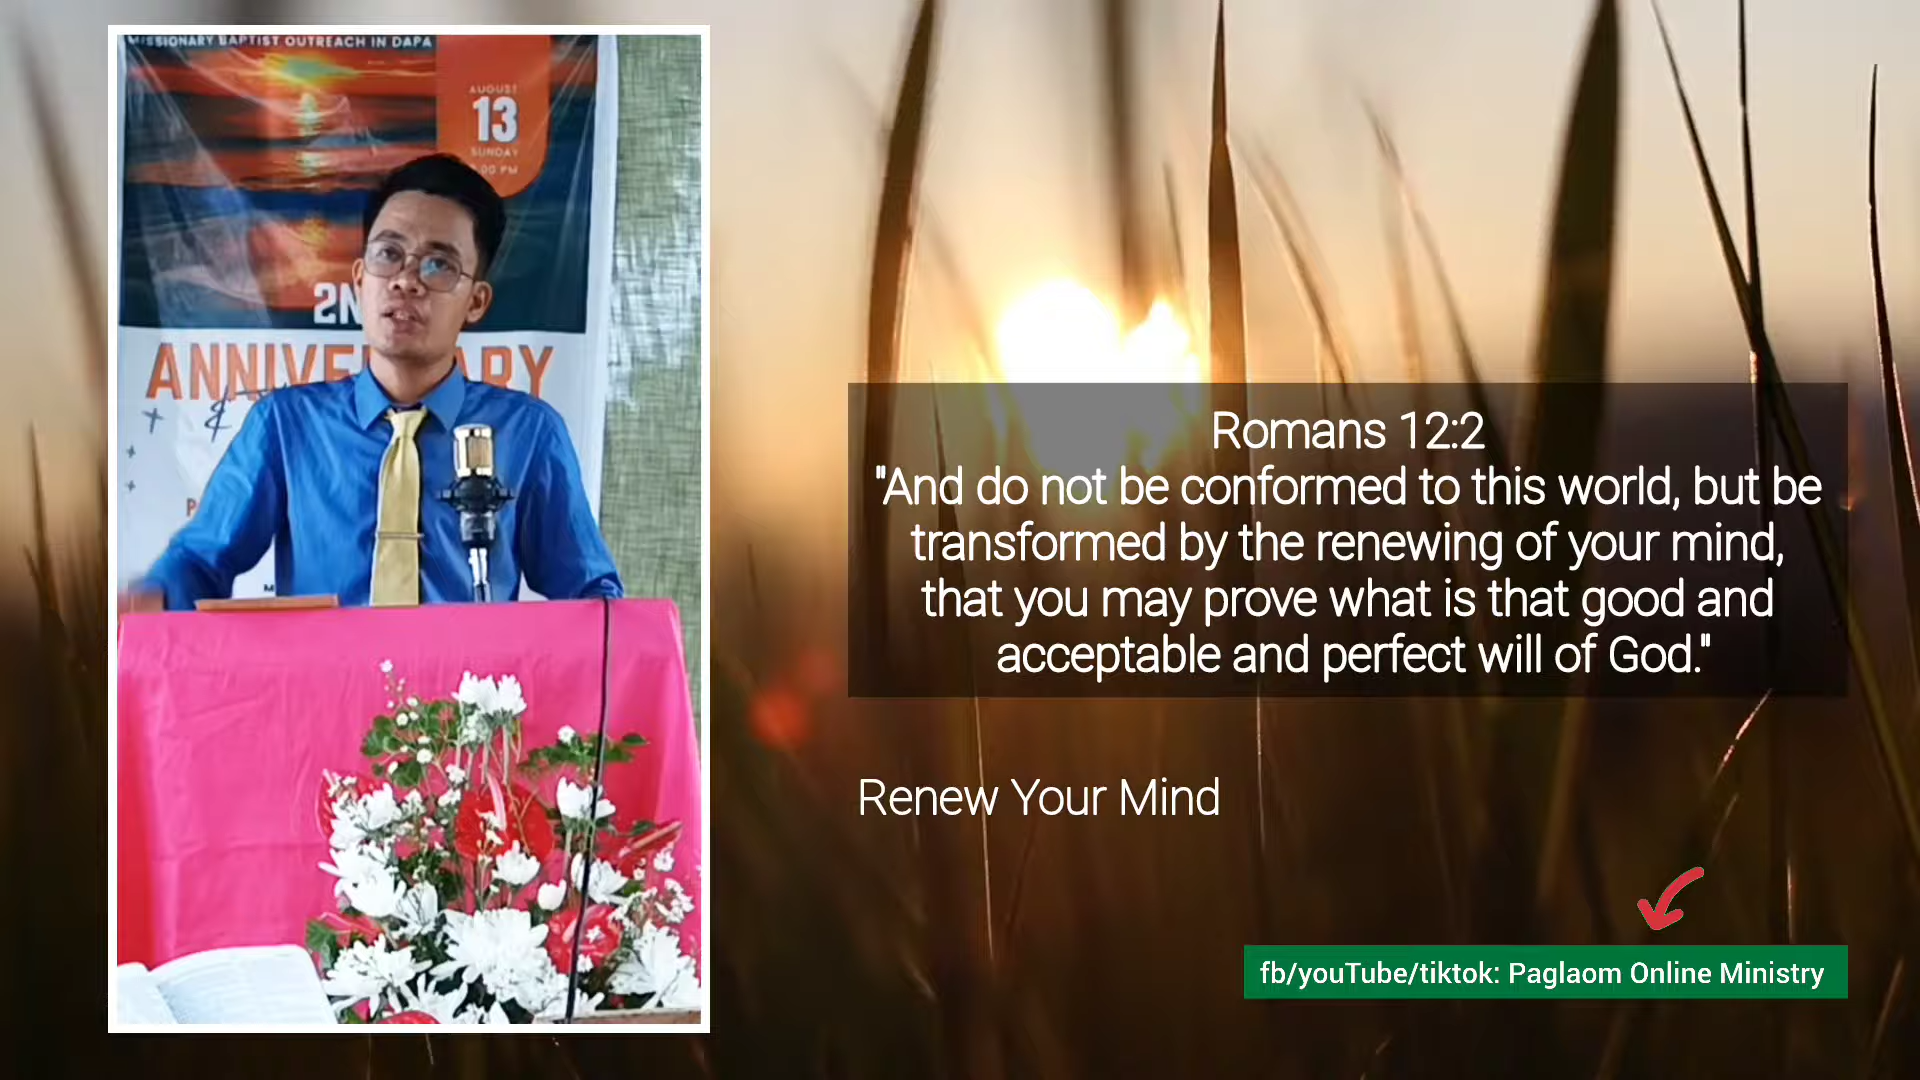 MISSIONARY BAPTIST OUTREACH IN DAPA
AUGUST
13
SUNDAY
:00 PM
2N
ANNIVE ARY
&
Romans 12:2
"And do not be conformed to this world, but be
transformed by the renewing of your mind,
that you may prove what is that good and
acceptable and perfect will of God."
Renew Your Mind
fb/youTube/tiktok: Paglaom Online Ministry